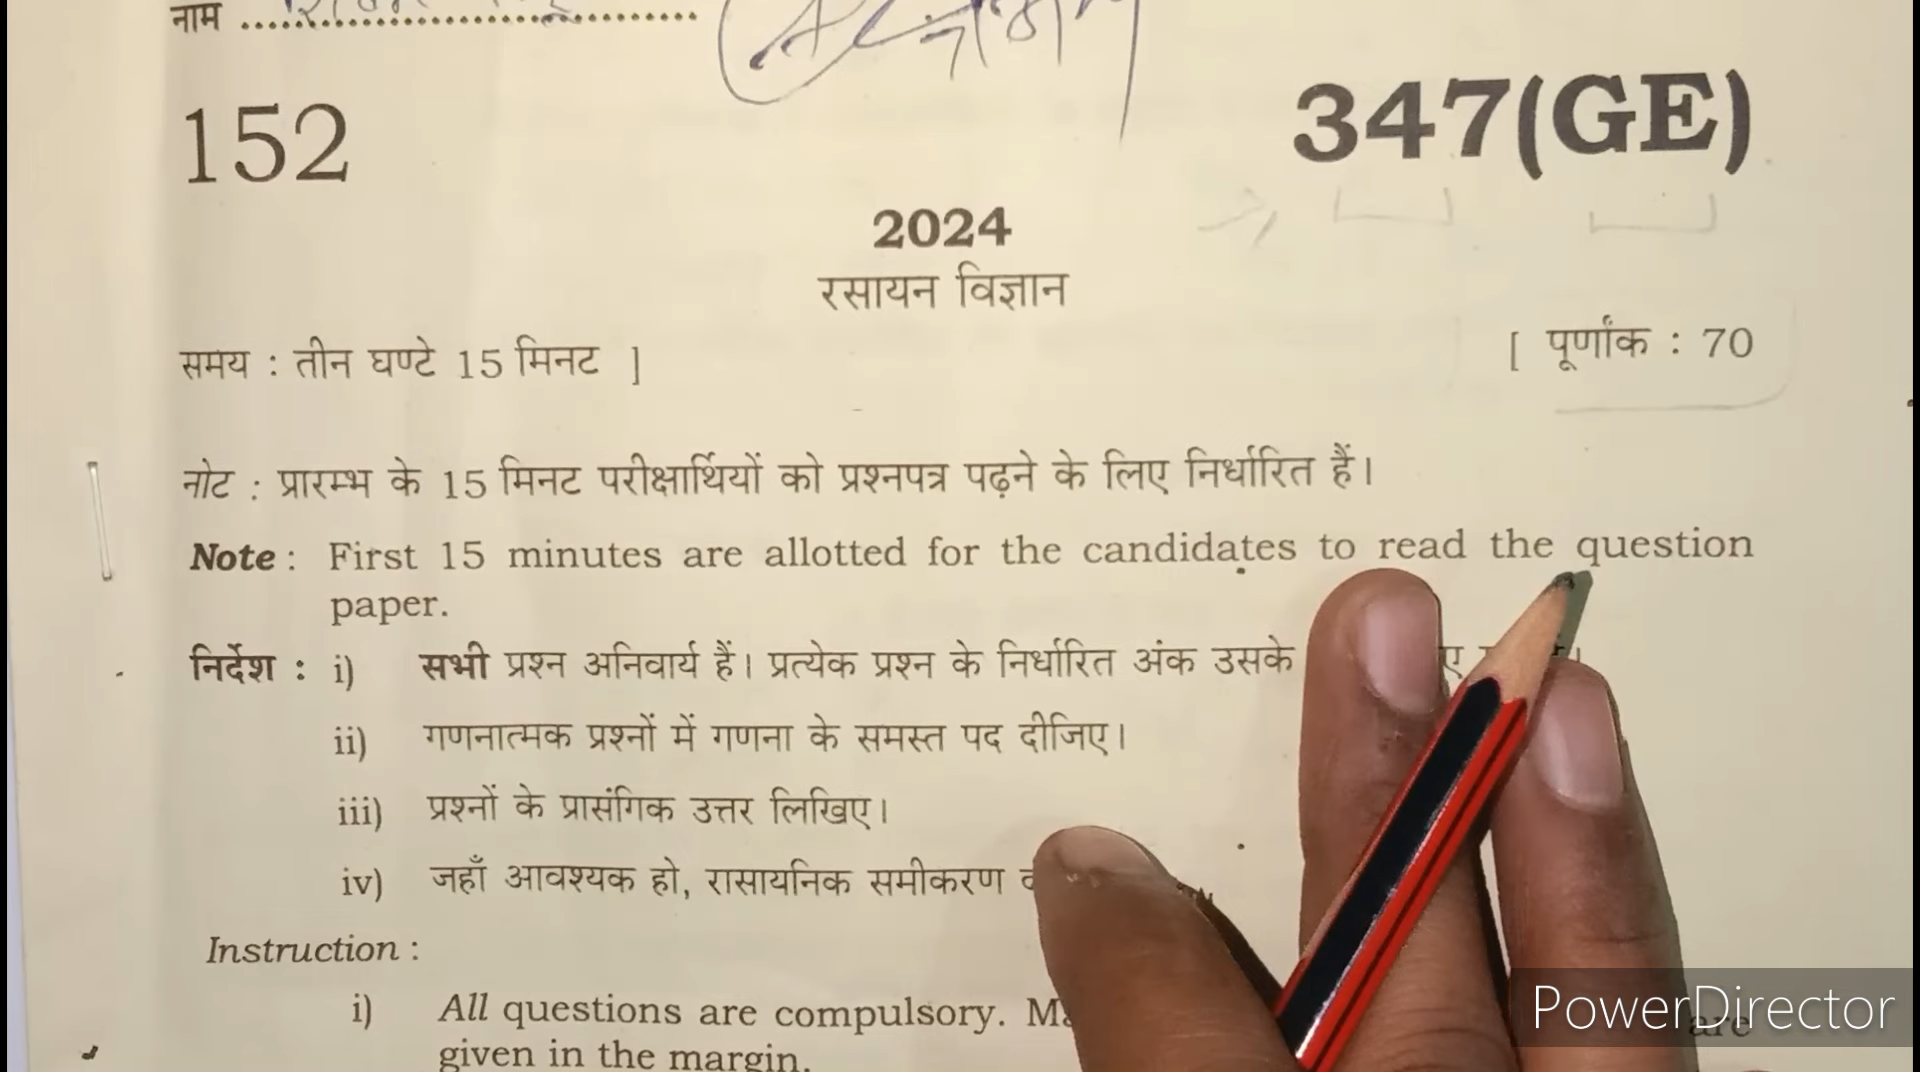 नाम
152
347(GE)
2024
रसायन विज्ञान
समय : तीन घण्टे 15 मिनट ]
[ पूर्णांक : 70
नोट : प्रारम्भ के 15 मिनट परीक्षार्थियों को प्रश्नपत्र पढ़ने के लिए निर्धारित हैं।
Note : First 15 minutes are allotted for the candidates to read the question
paper.
निर्देश : i) सभी प्रश्न अनिवार्य हैं। प्रत्येक प्रश्न के निर्धारित अंक उसके
ii) गणनात्मक प्रश्नों में गणना के समस्त पद दीजिए।
iii) प्रश्नों के प्रासंगिक उत्तर लिखिए।
iv) जहाँ आवश्यक हो, रासायनिक समीकरण
Instruction :
i) All questions are compulsory. are
given in the margin.
PowerDirector